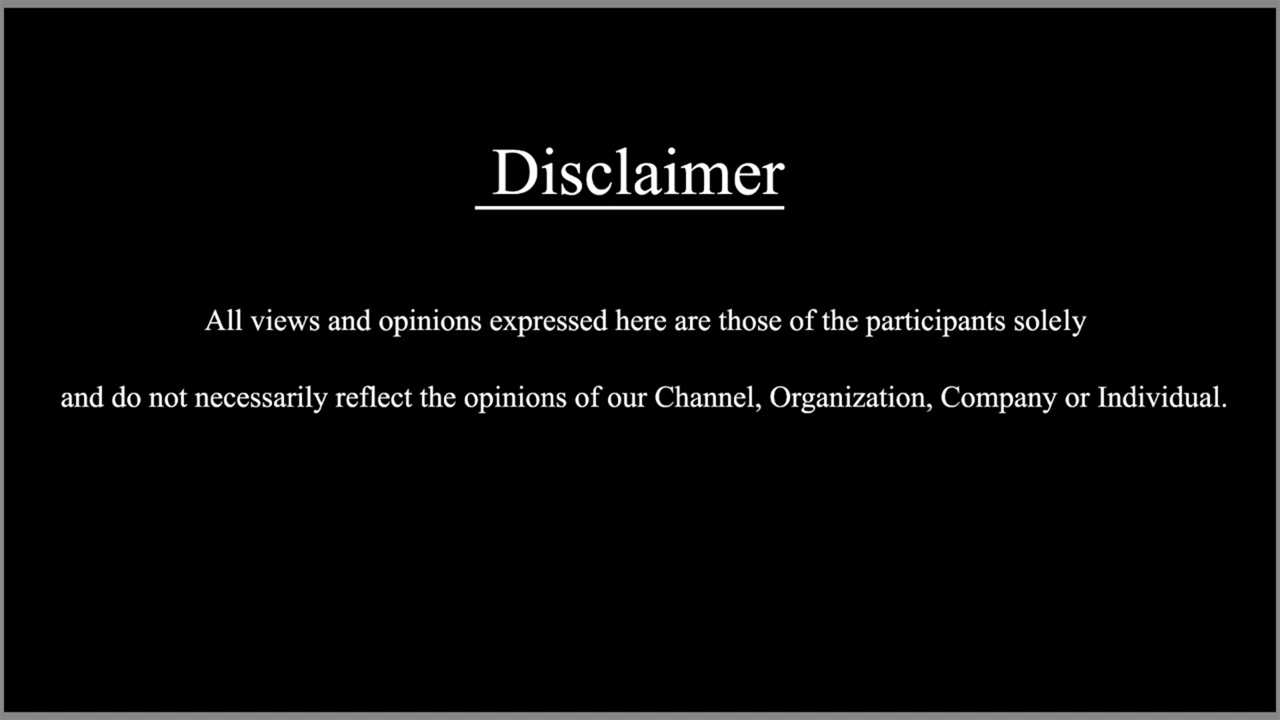 Disclaimer
All views and opinions expressed here are those of the participants solely
and do not necessarily reflect the opinions of our Channel, Organization, Company or Individual.